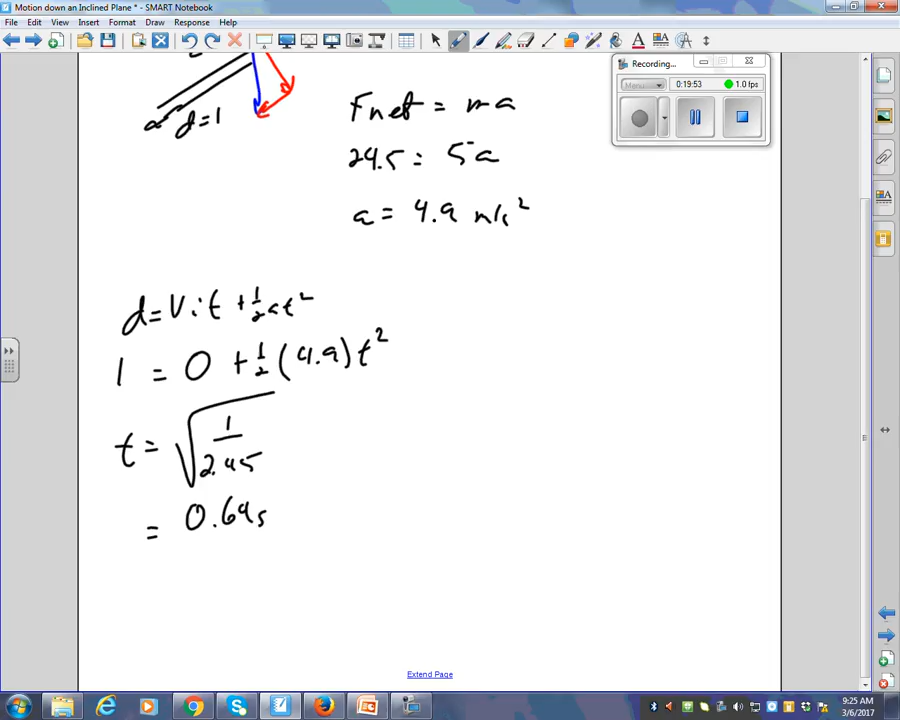 Motion down an Inclined Plane * - SMART Notebook
File Edit View Insert Format Draw Response Help
Recording...
Menu
0:19:53
1.0 fps
d=1
Fnet = ma
24.5 = 5a
a = 4.9 m/s²
d=Vit +½at²
1 = 0 +½(4.9)t²
t = √(1/2.45)
= 0.64s
Extend Page
9:25 AM
3/6/2017